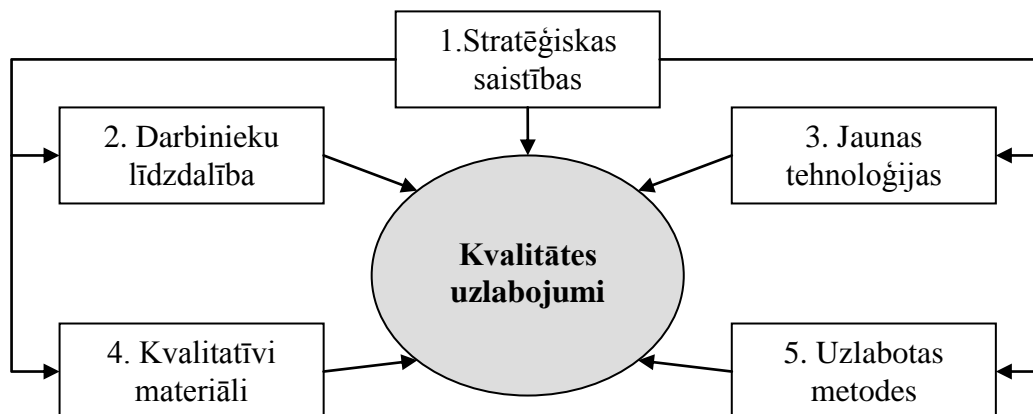 1.Stratēģiskas
saistības
2. Darbinieku
līdzdalība
3. Jaunas
tehnoloģijas
Kvalitātes
uzlabojumi
4. Kvalitatīvi
materiāli
5. Uzlabotas
metodes